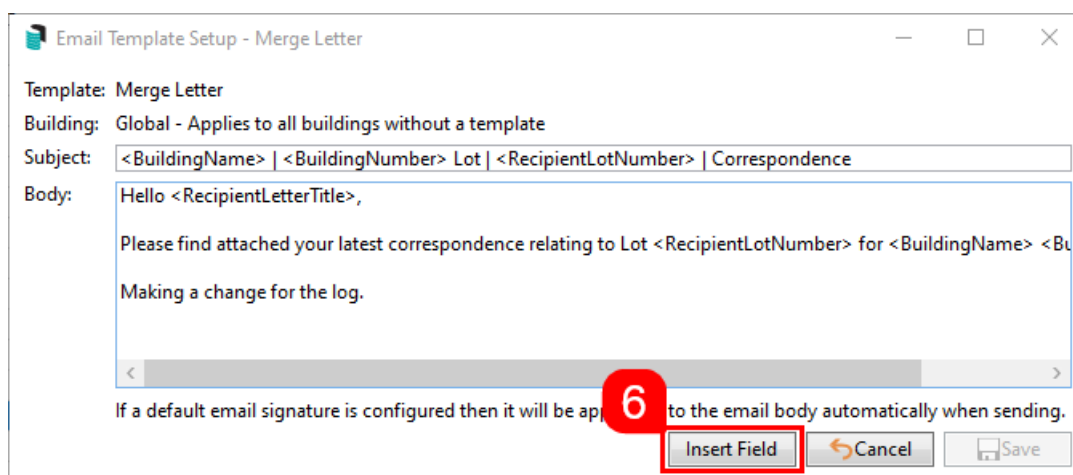 Email Template Setup - Merge Letter
Template: Merge Letter
Building: Global - Applies to all buildings without a template
Subject: <BuildingName> | <BuildingNumber> Lot | <RecipientLotNumber> | Correspondence
Body: Hello <RecipientLetterTitle>,
Please find attached your latest correspondence relating to Lot <RecipientLotNumber> for <BuildingName>
Making a change for the log.
If a default email signature is configured then it will be to the email body automatically when sending.
6
Insert Field Cancel Save